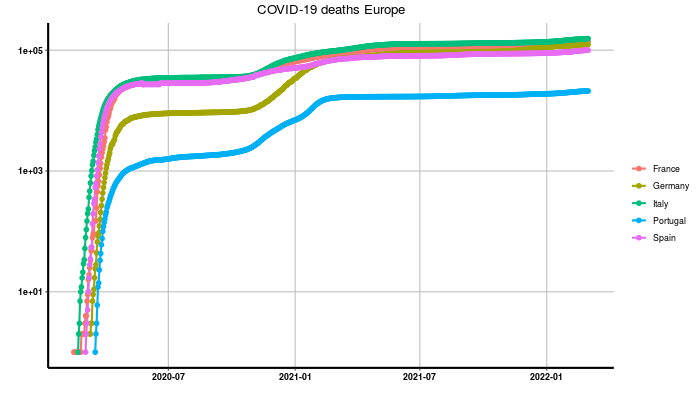 COVID-19 deaths Europe
1e+05
1e+03
1e+01
2020-07
2021-01
2021-07
2022-01
France
Germany
Italy
Portugal
Spain